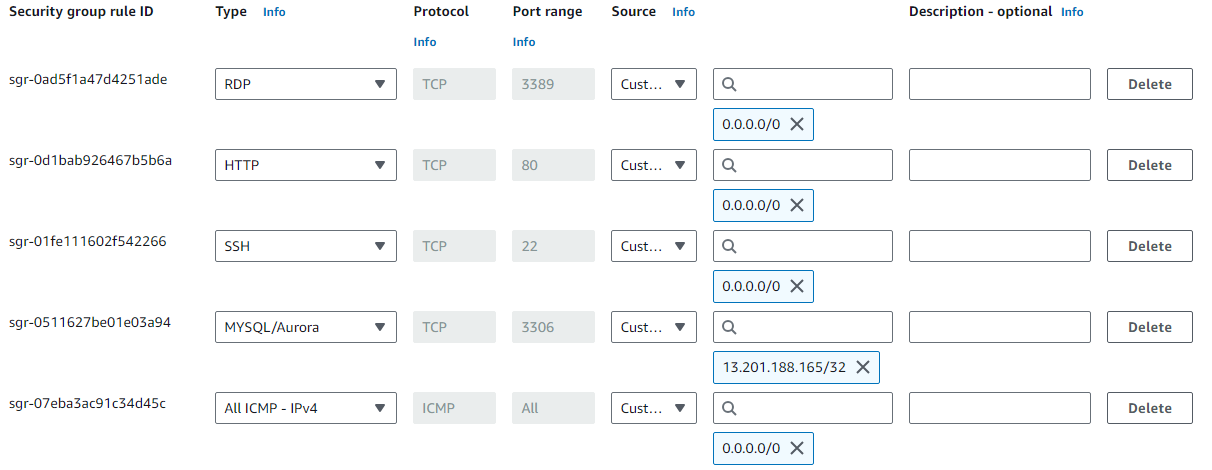 Security group rule ID Type Info Protocol Info Port range Info Source Info Description - optional Info
sgr-0ad5f1a47d4251ade RDP TCP 3389 Cust... Delete
0.0.0.0/0
sgr-0d1bab926467b5b6a HTTP TCP 80 Cust... Delete
0.0.0.0/0
sgr-01fe111602f542266 SSH TCP 22 Cust... Delete
0.0.0.0/0
sgr-0511627be01e03a94 MYSQL/Aurora TCP 3306 Cust... Delete
13.201.188.165/32
sgr-07eba3ac91c34d45c All ICMP - IPv4 ICMP All Cust... Delete
0.0.0.0/0